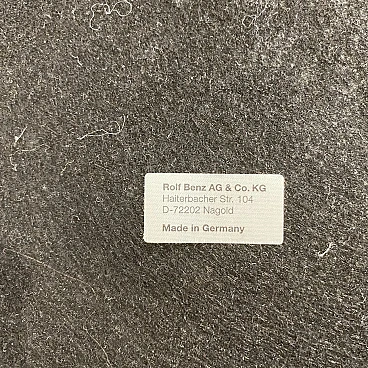 Rolf Benz AG & Co. KG
Haiterbacher Str. 104
D-72202 Nagold
Made in Germany